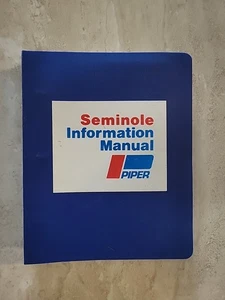 Seminole
Information
Manual
PIPER